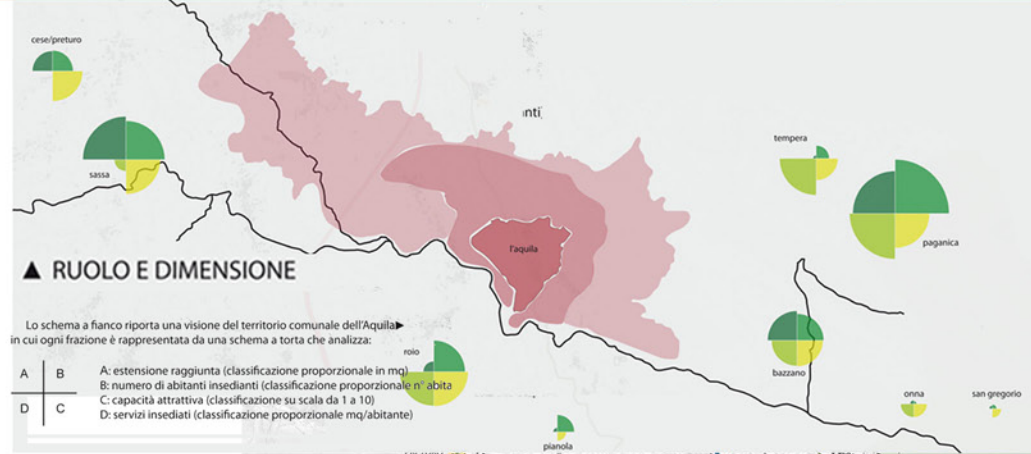 cese/preturo
nti
tempera
sassa
paganica
l'aquila
▲ RUOLO E DIMENSIONE
Lo schema a fianco riporta una visione del territorio comunale dell'Aquila▶
in cui ogni frazione è rappresentata da una schema a torta che analizza:
roio
bazzano
A B
D C
A: estensione raggiunta (classificazione proporzionale in mq)
B: numero di abitanti insedianti (classificazione proporzionale n° abita
C: capacità attrattiva (classificazione su scala da 1 a 10)
D: servizi insediati (classificazione proporzionale mq/abitante)
onna
san gregorio
pianola